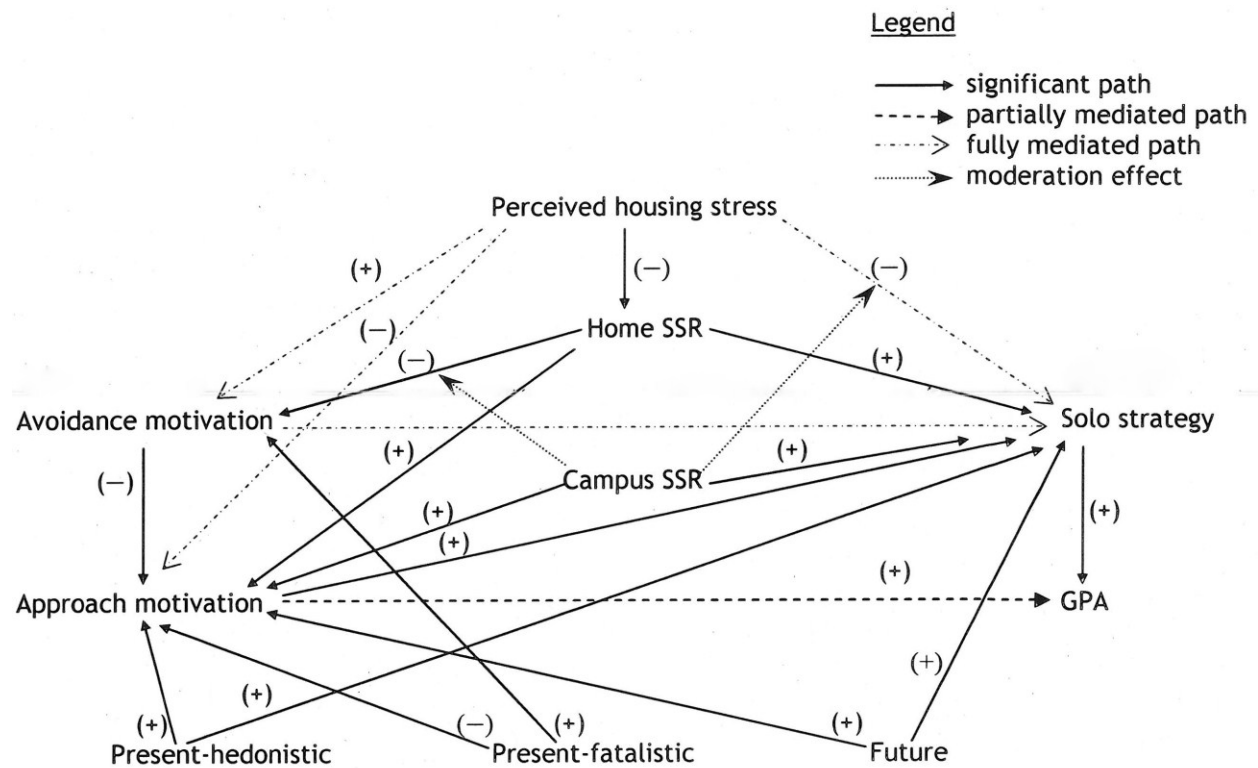 Legend
significant path
partially mediated path
fully mediated path
moderation effect
Perceived housing stress
(+)
(—)
(—)
(—)
Home SSR
(—)
(+)
Avoidance motivation
Solo strategy
(+)
(+)
Campus SSR
(—)
(+)
(+)
(+)
(+)
Approach motivation
GPA
(+)
(+)
(+)
(—)
(+)
(+)
Present-hedonistic
Present-fatalistic
Future